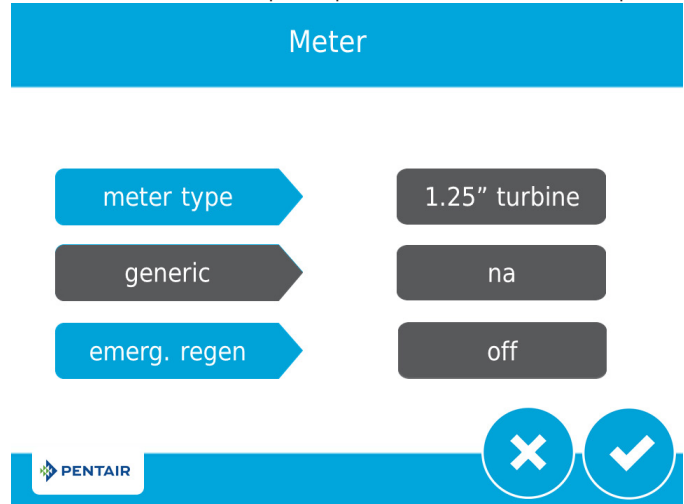 Meter
meter type
1.25” turbine
generic
na
emerg. regen
off
PENTAIR